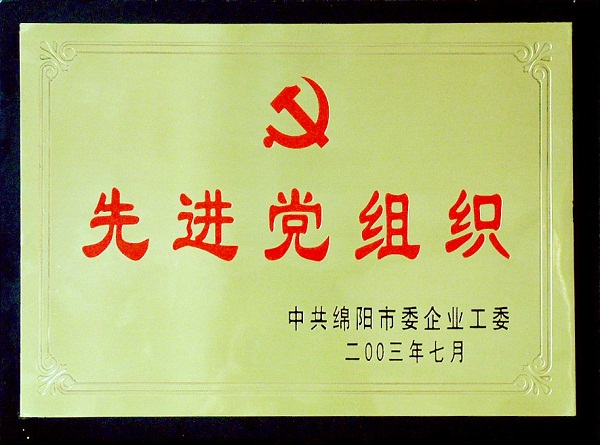 先进党组织
中共绵阳市委企业工委
二00三年七月